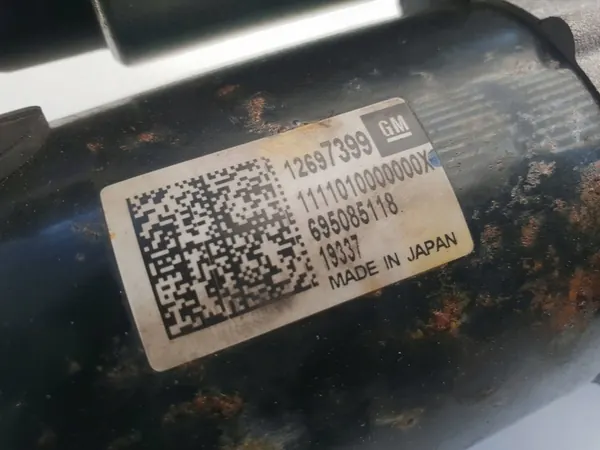 12697399 GM
1111010000000X
695085118
19337
MADE IN JAPAN